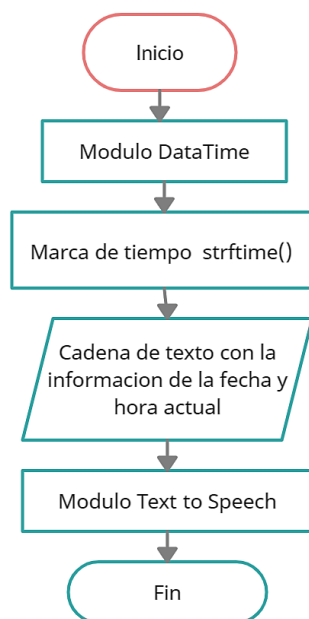 Inicio
Modulo DataTime
Marca de tiempo  strftime()
Cadena de texto con la
informacion de la fecha y
hora actual
Modulo Text to Speech
Fin